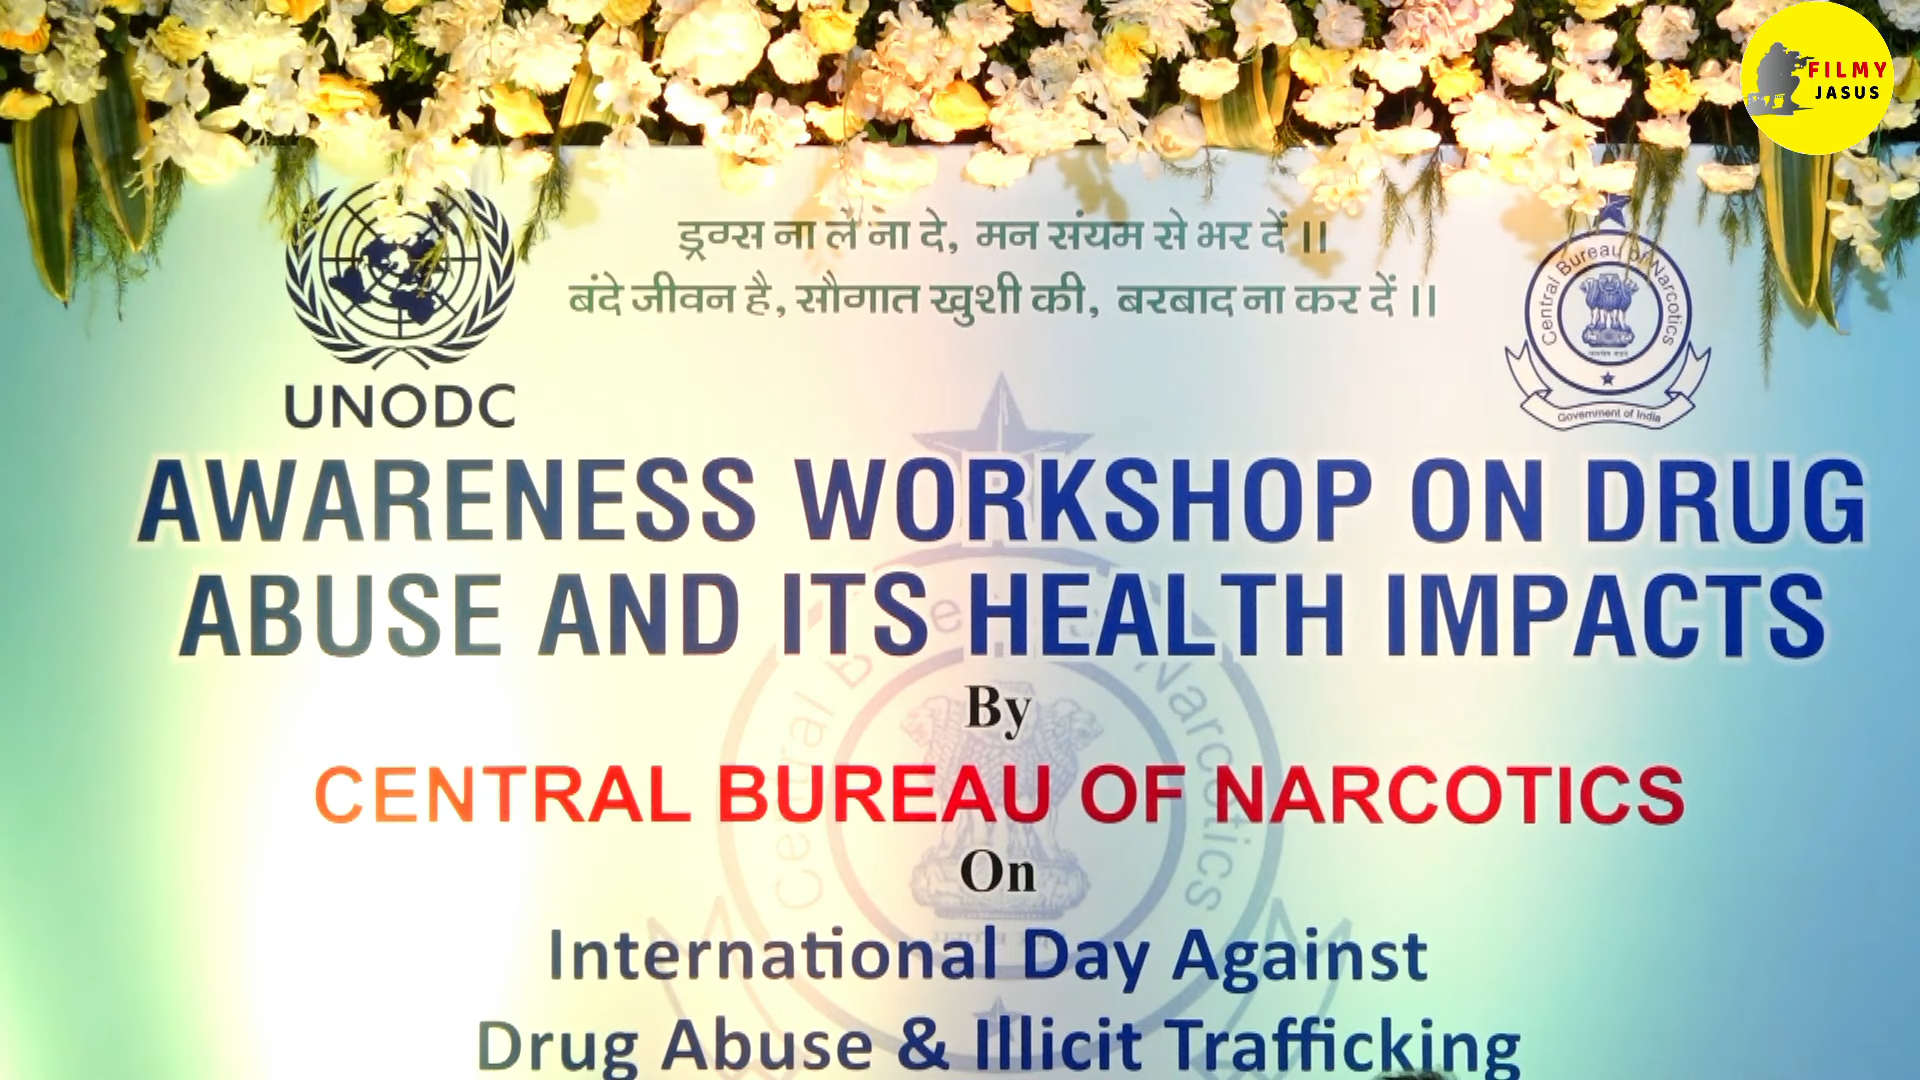 FILMY
JASUS
UNODC
ड्रग्स ना लें ना दे, मन संयम से भर दें ।।
बंदे जीवन है, सौगात खुशी की, बरबाद ना कर दें ।।
Central Bureau of Narcotics
Government of India
AWARENESS WORKSHOP ON DRUG
ABUSE AND ITS HEALTH IMPACTS
By
CENTRAL BUREAU OF NARCOTICS
On
International Day Against
Drug Abuse & Illicit Trafficking